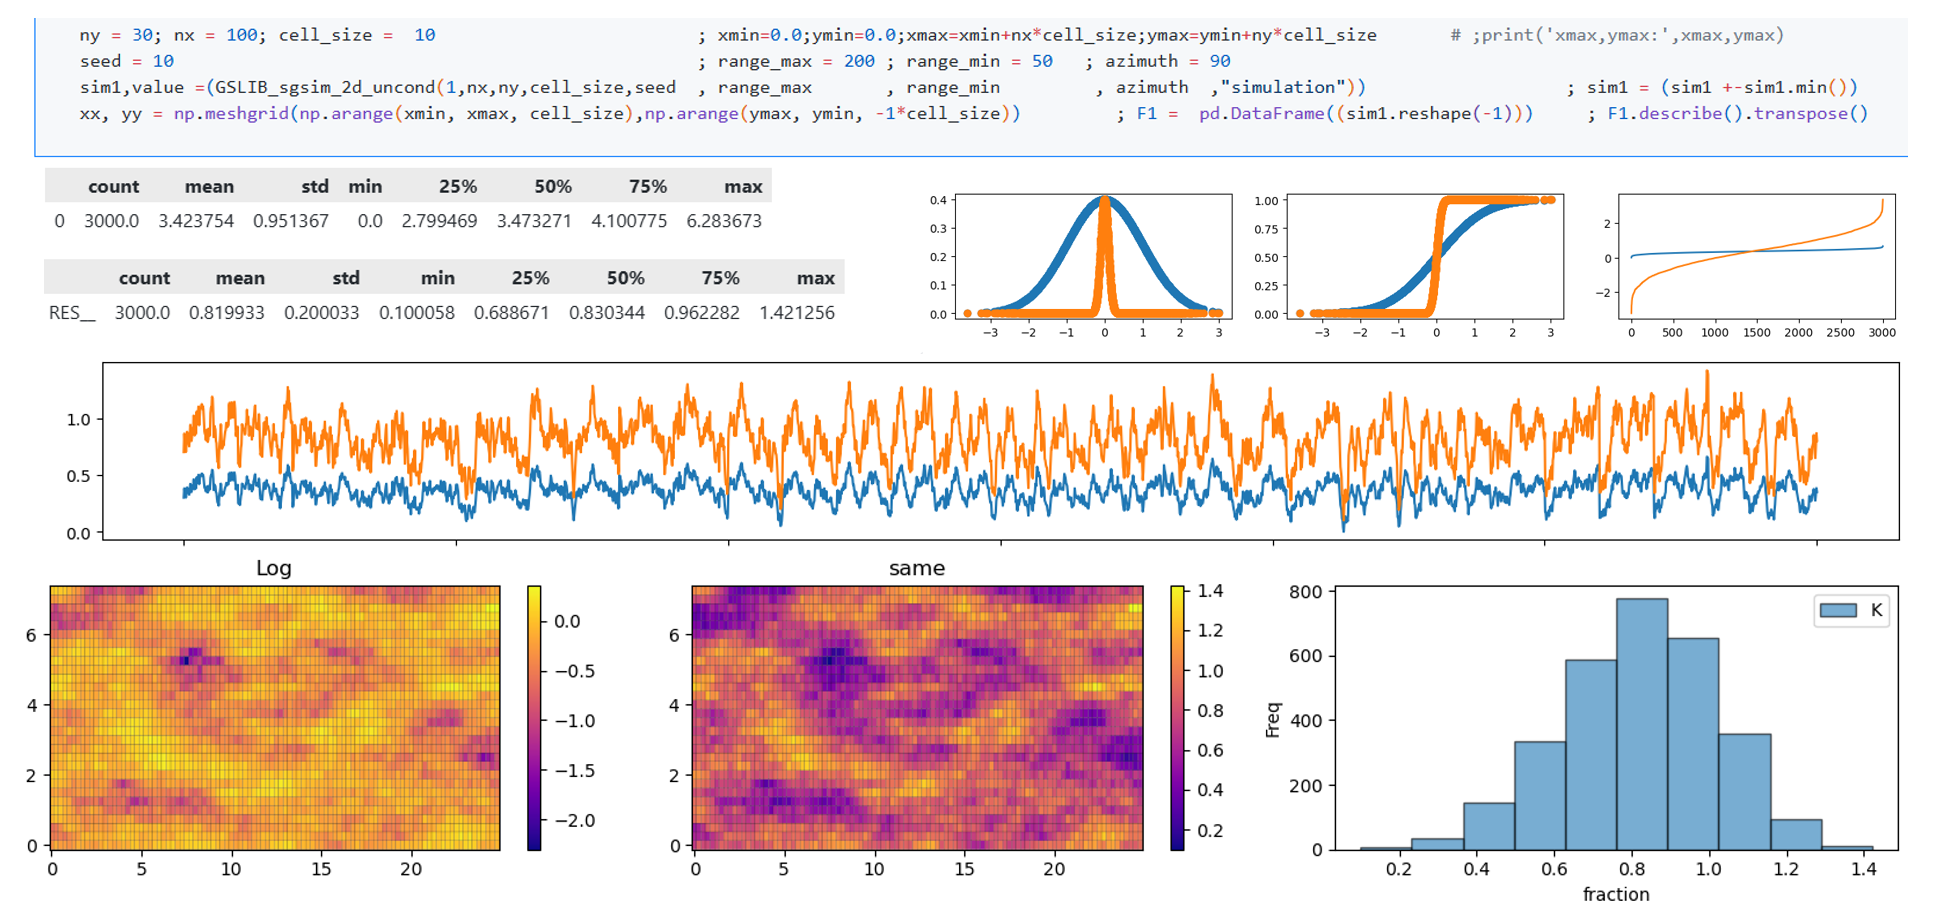 ny = 30; nx = 100; cell_size =  10 ; xmin=0.0;ymin=0.0;xmax=xmin+nx*cell_size;ymax=ymin+ny*cell_size # ;print('xmax,ymax:',xmax,ymax)
seed = 10 ; range_max = 200 ; range_min = 50 ; azimuth = 90
sim1,value =(GSLIB_sgsim_2d_uncond(1,nx,ny,cell_size,seed , range_max , range_min , azimuth ,"simulation")) ; sim1 = (sim1 +-sim1.min())
xx, yy = np.meshgrid(np.arange(xmin, xmax, cell_size),np.arange(ymax, ymin, -1*cell_size)) ; F1 =  pd.DataFrame((sim1.reshape(-1))) ; F1.describe().transpose()
count mean std min 25% 50% 75% max
0 3000.0 3.423754 0.951367 0.0 2.799469 3.473271 4.100775 6.283673
count mean std min 25% 50% 75% max
RES__ 3000.0 0.819933 0.200033 0.100058 0.688671 0.830344 0.962282 1.421256
0.4
0.3
0.2
0.1
0.0
−3 −2 −1 0 1 2 3
1.00
0.75
0.50
0.25
0.00
−3 −2 −1 0 1 2 3
2
0
−2
0 500 1000 1500 2000 2500 3000
1.0
0.5
0.0
Log
6
4
2
0
0 5 10 15 20
0.0
−0.5
−1.0
−1.5
−2.0
same
6
4
2
0
0 5 10 15 20
1.4
1.2
1.0
0.8
0.6
0.4
0.2
800
600
400
200
0
Freq
K
0.2 0.4 0.6 0.8 1.0 1.2 1.4
fraction